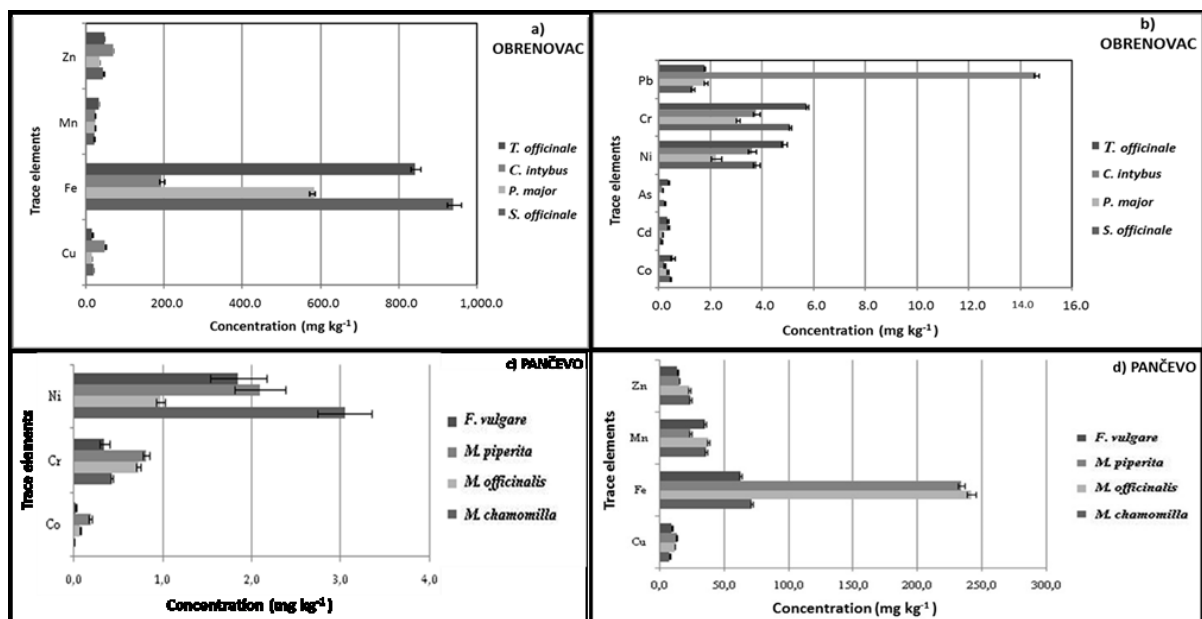 a)
OBRENOVAC
Trace elements
Zn
Mn
Fe
Cu
T. officinale
C. intybus
P. major
S. officinale
0.0 200.0 400.0 600.0 800.0 1,000.0
Concentration (mg kg⁻¹)
b)
OBRENOVAC
Trace elements
Pb
Cr
Ni
As
Cd
Co
T. officinale
C. intybus
P. major
S. officinale
0.0 2.0 4.0 6.0 8.0 10.0 12.0 14.0 16.0
Concentration (mg kg⁻¹)
c) PANČEVO
Trace elements
Ni
Cr
Co
F. vulgare
M. piperita
M. officinalis
M. chamomilla
0,0 1,0 2,0 3,0 4,0
Concentration (mg kg⁻¹)
d) PANČEVO
Trace elements
Zn
Mn
Fe
Cu
F. vulgare
M. piperita
M. officinalis
M. chamomilla
0,0 50,0 100,0 150,0 200,0 250,0 300,0
Concentration (mg kg⁻¹)